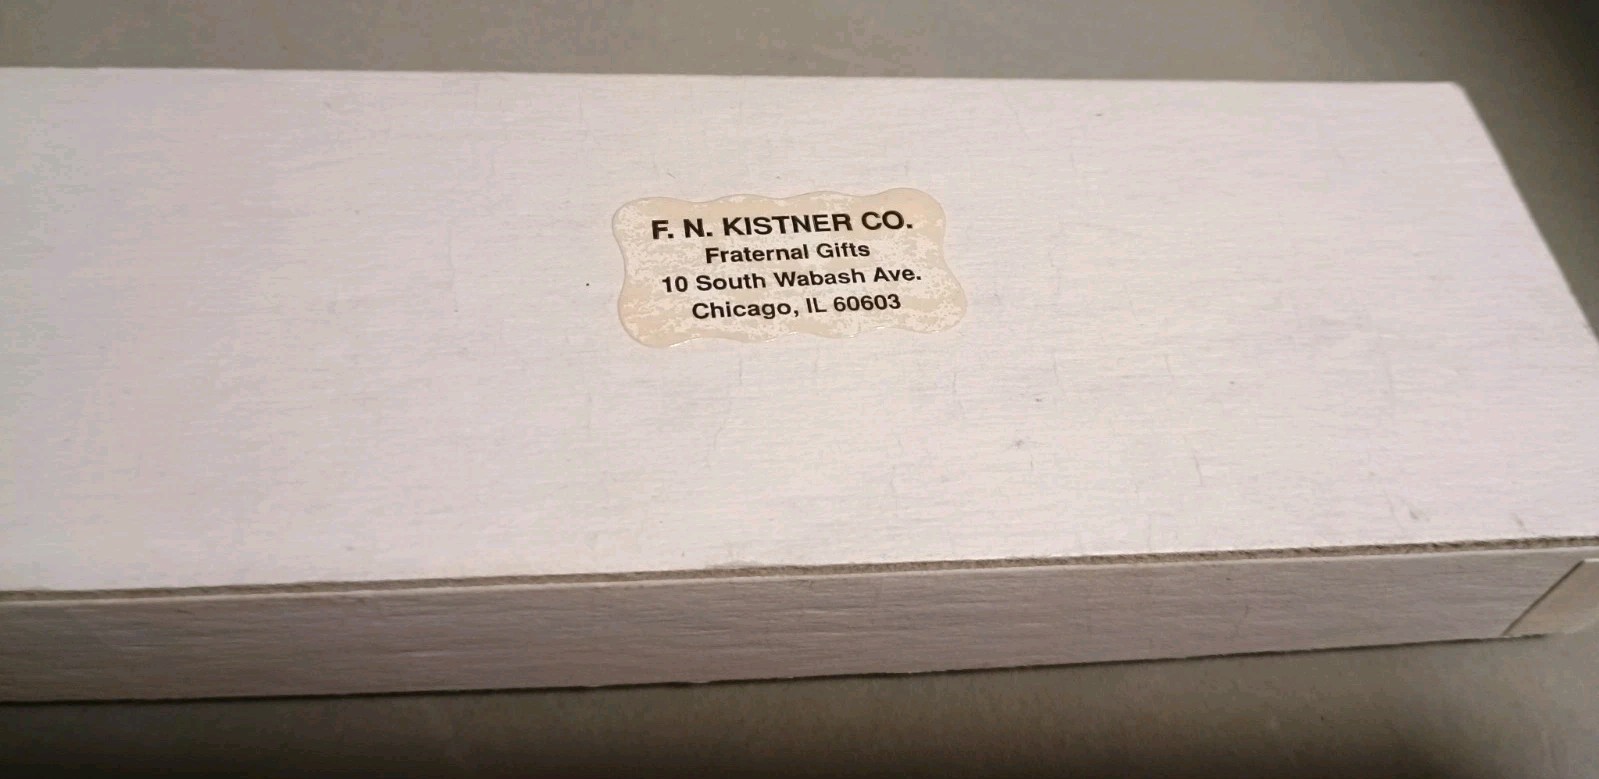 F. N. KISTNER CO.
Fraternal Gifts
10 South Wabash Ave.
Chicago, IL 60603